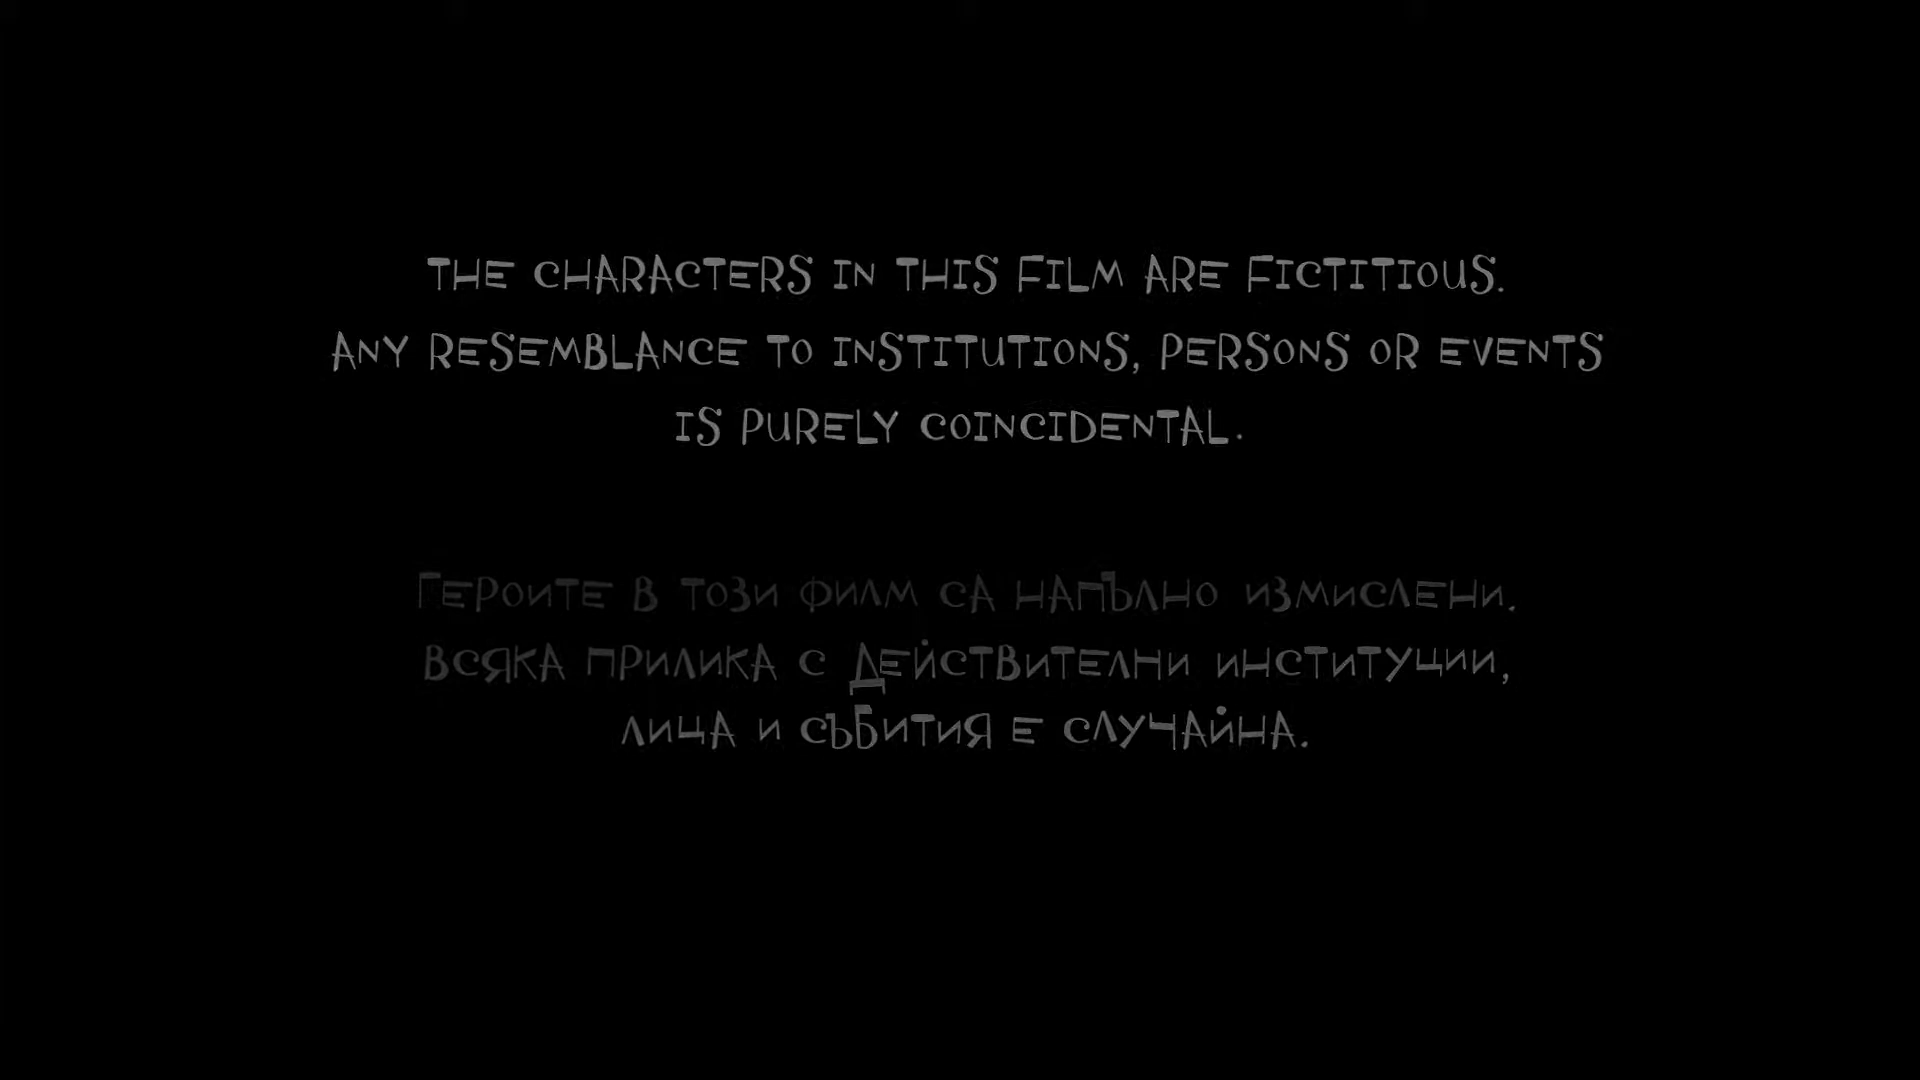 THE CHARACTERS IN THIS FILM ARE FICTITIOUS.
ANY RESEMBLANCE TO INSTITUTIONS, PERSONS OR EVENTS
IS PURELY COINCIDENTAL.
ГЕРОИТЕ В ТОЗИ ФИЛМ СА НАПЪЛНО ИЗМИСЛЕНИ.
ВСЯКА ПРИЛИКА С ДЕЙСТВИТЕЛНИ ИНСТИТУЦИИ,
ЛИЦА И СЪБИТИЯ Е СЛУЧАЙНА.